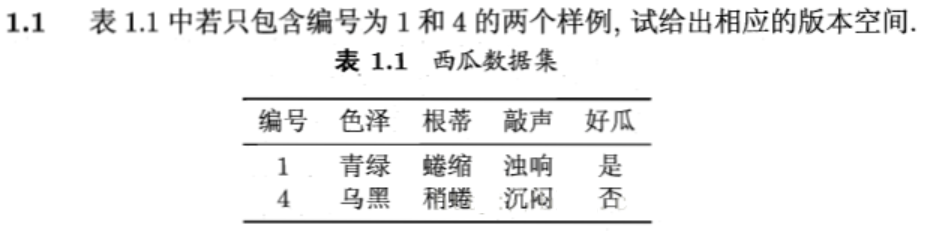 1.1 表 1.1 中若只包含编号为 1 和 4 的两个样例, 试给出相应的版本空间.
表 1.1 西瓜数据集
编号 色泽 根蒂 敲声 好瓜
1 青绿 蜷缩 浊响 是
4 乌黑 稍蜷 沉闷 否